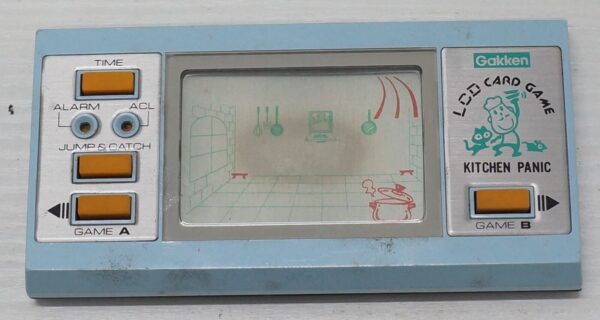 TIME
ALARM
ACL
JUMP & CATCH
GAME A
Gakken
LCD CARD GAME
KITCHEN PANIC
GAME B